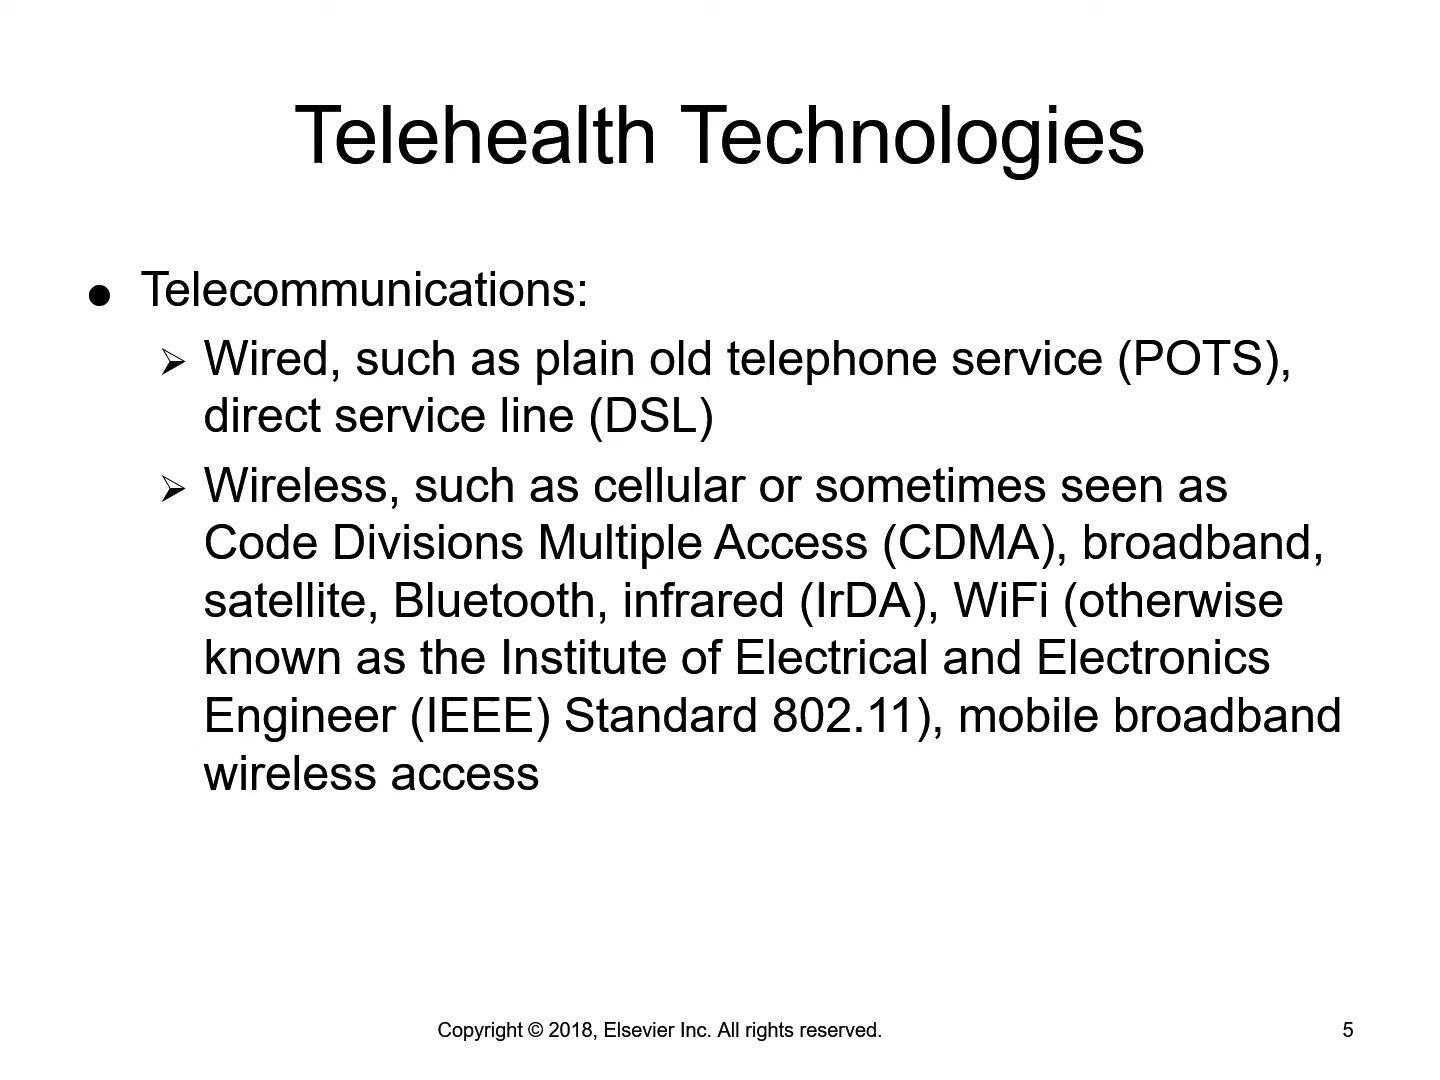 Telehealth Technologies
● Telecommunications:
➢ Wired, such as plain old telephone service (POTS),
direct service line (DSL)
➢ Wireless, such as cellular or sometimes seen as
Code Divisions Multiple Access (CDMA), broadband,
satellite, Bluetooth, infrared (IrDA), WiFi (otherwise
known as the Institute of Electrical and Electronics
Engineer (IEEE) Standard 802.11), mobile broadband
wireless access
Copyright © 2018, Elsevier Inc. All rights reserved.
5